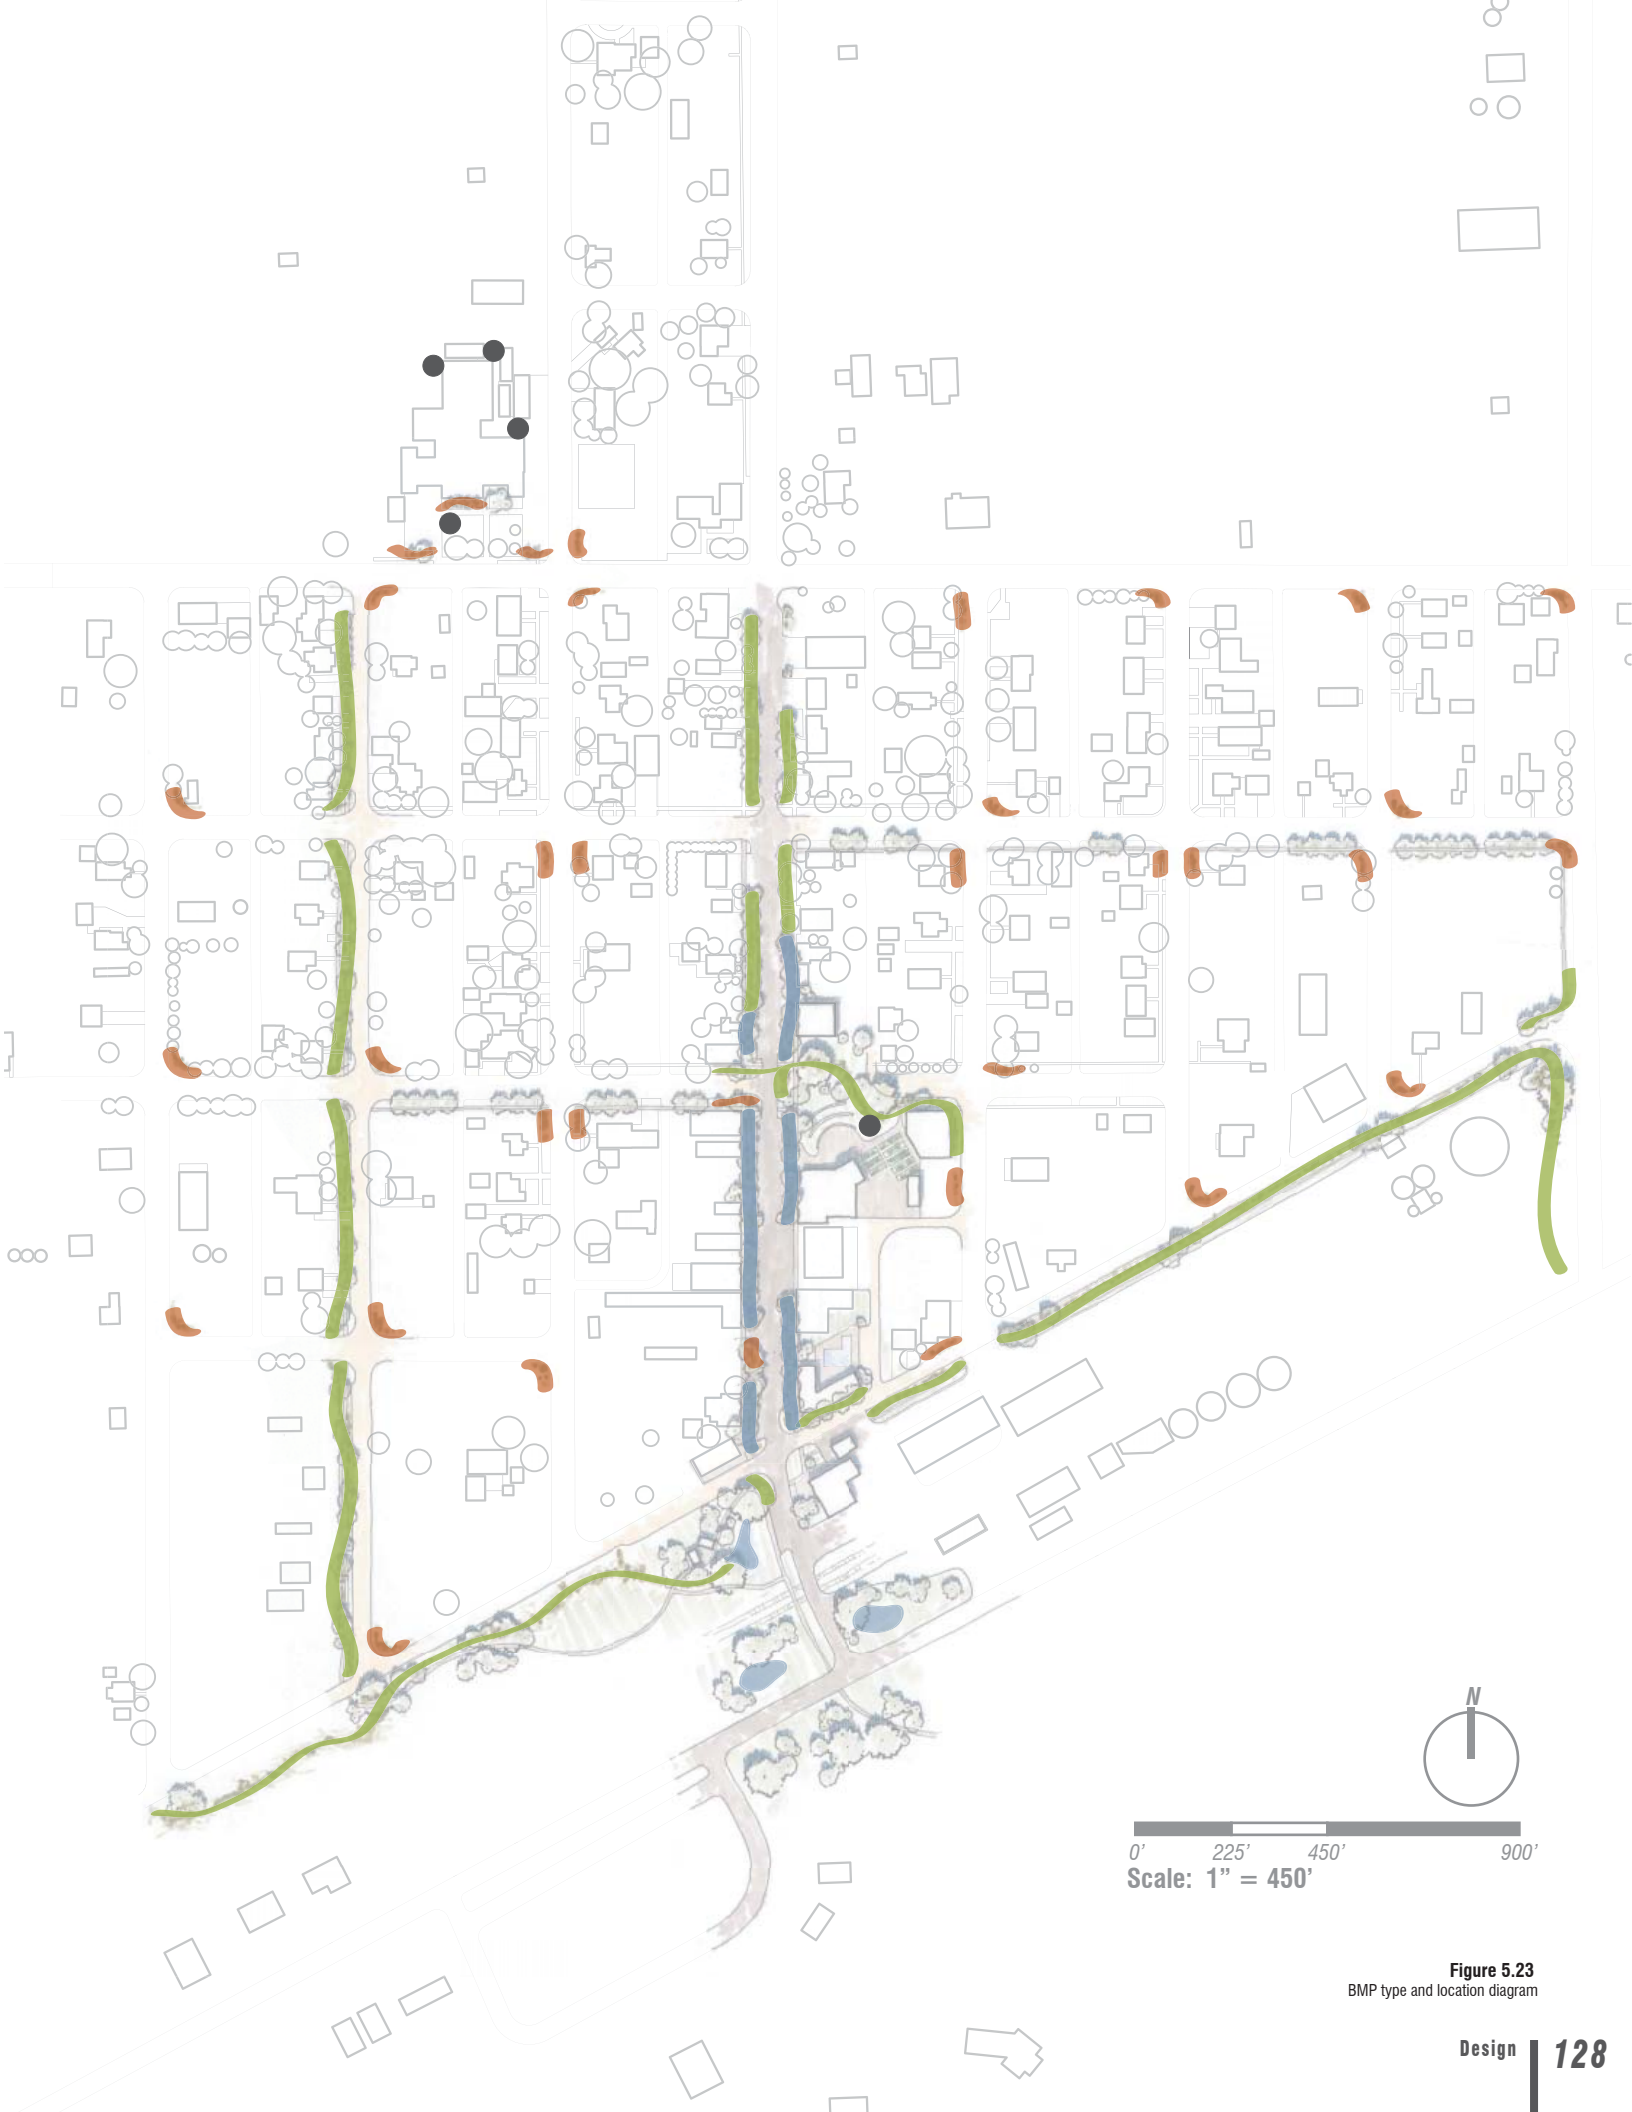 N
0’ 225’ 450’ 900’
Scale: 1” = 450’
Figure 5.23
BMP type and location diagram
Design 128